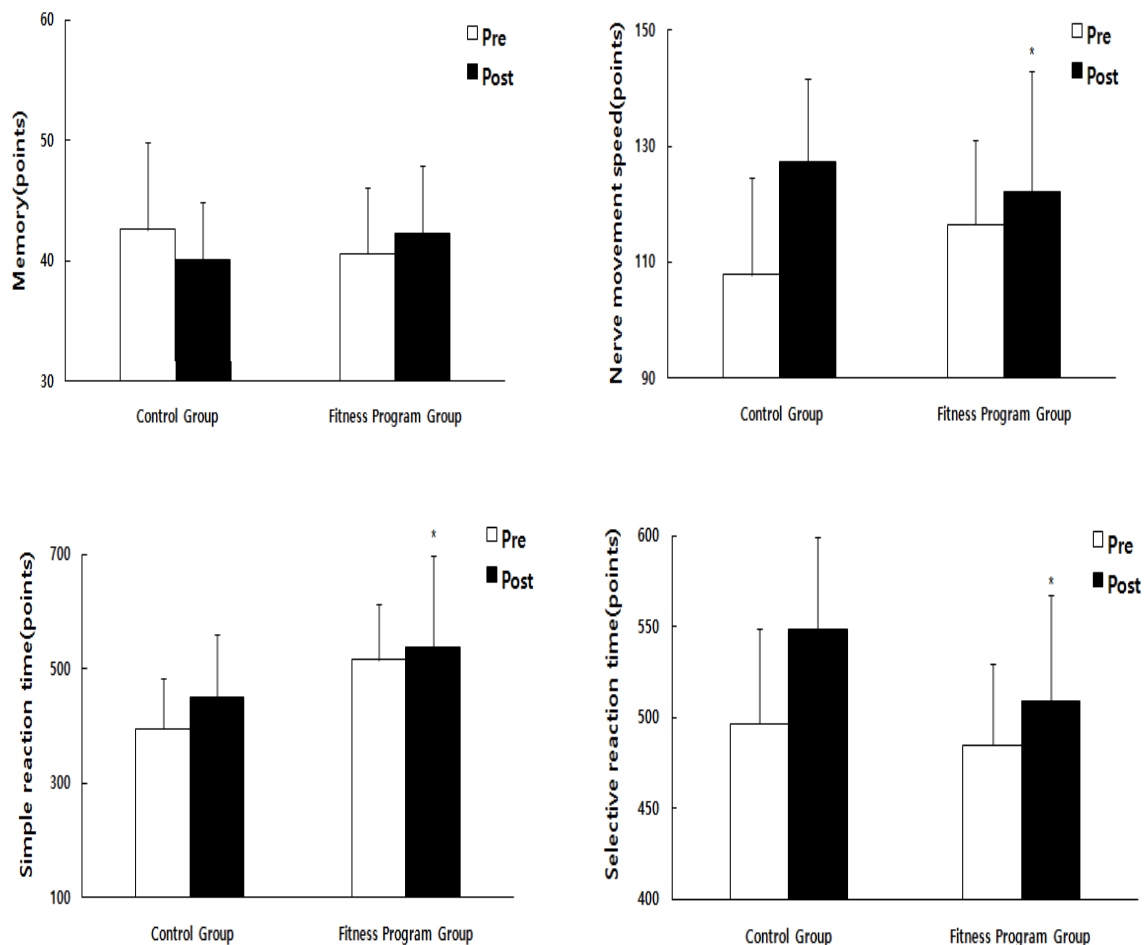 Memory(points)
60
50
40
30
Pre
Post
Control Group
Fitness Program Group
Nerve movement speed(points)
150
130
110
90
*
Pre
Post
Control Group
Fitness Program Group
Simple reaction time(points)
700
500
300
100
*
Pre
Post
Control Group
Fitness Program Group
Selective reaction time(points)
600
550
500
450
400
*
Pre
Post
Control Group
Fitness Program Group